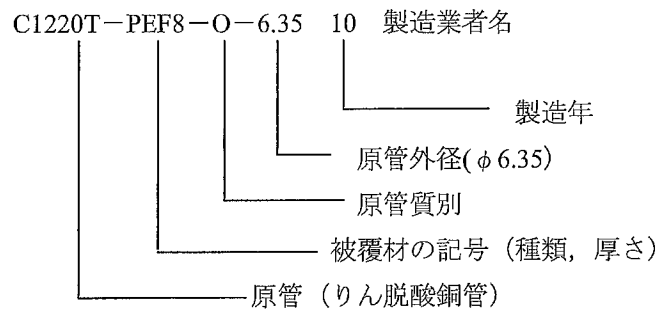 C1220T－PEF8－O－6.35　10　製造業者名
製造年
原管外径(φ6.35)
原管質別
被覆材の記号（種類，厚さ）
原管（りん脱酸銅管）